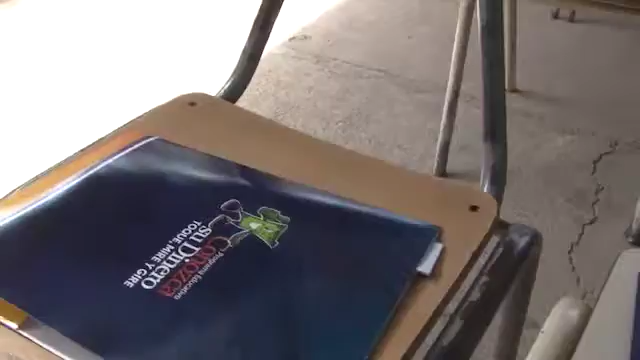 Programa Educativo
Conozca
su Dinero
TOQUE, MIRE Y GIRE